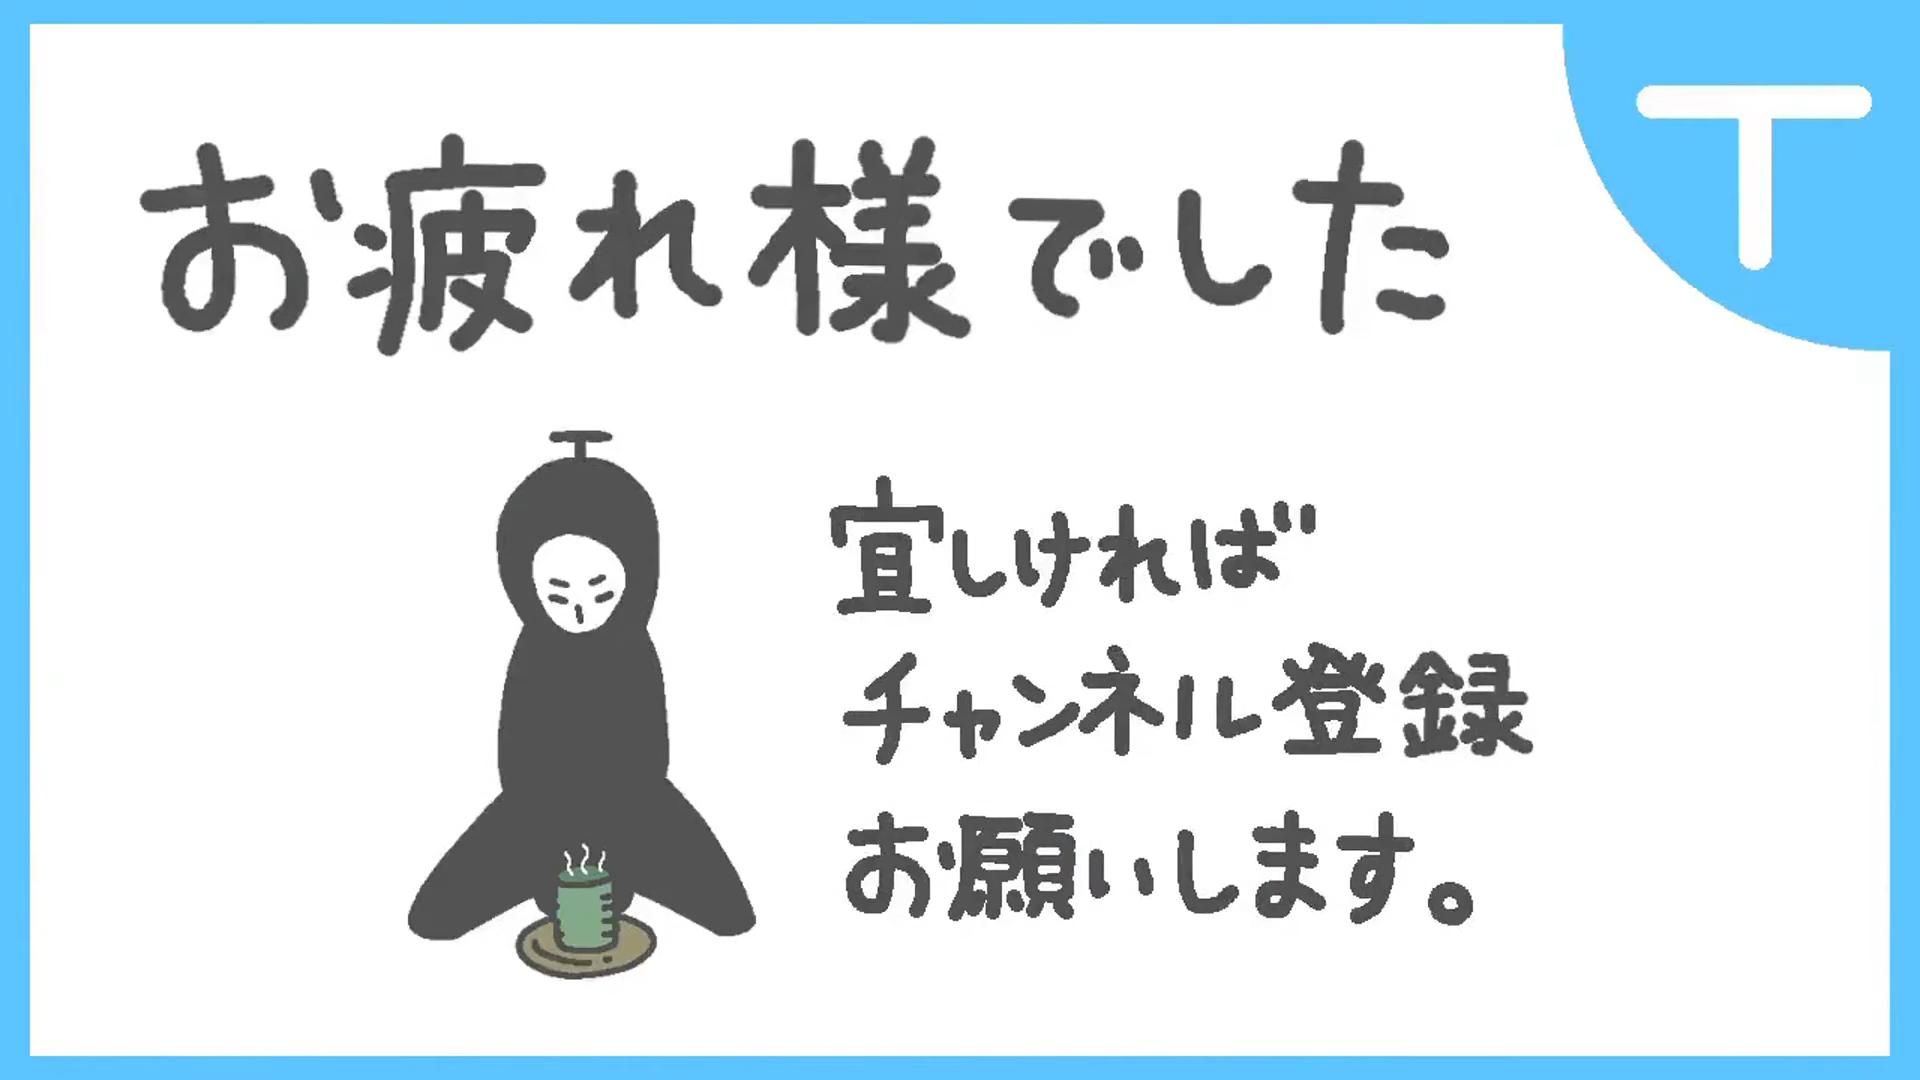 お疲れ様でした
T
宜しければ
チャンネル登録
お願いします。